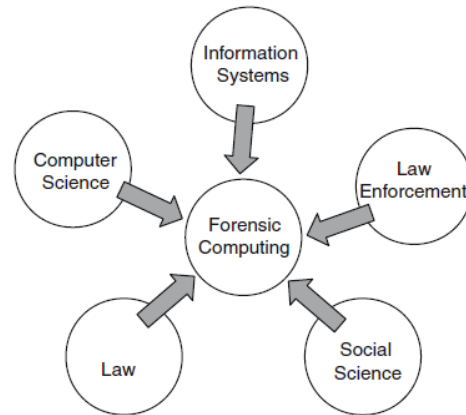 Information
Systems
Computer
Science
Law
Enforcement
Forensic
Computing
Law
Social
Science